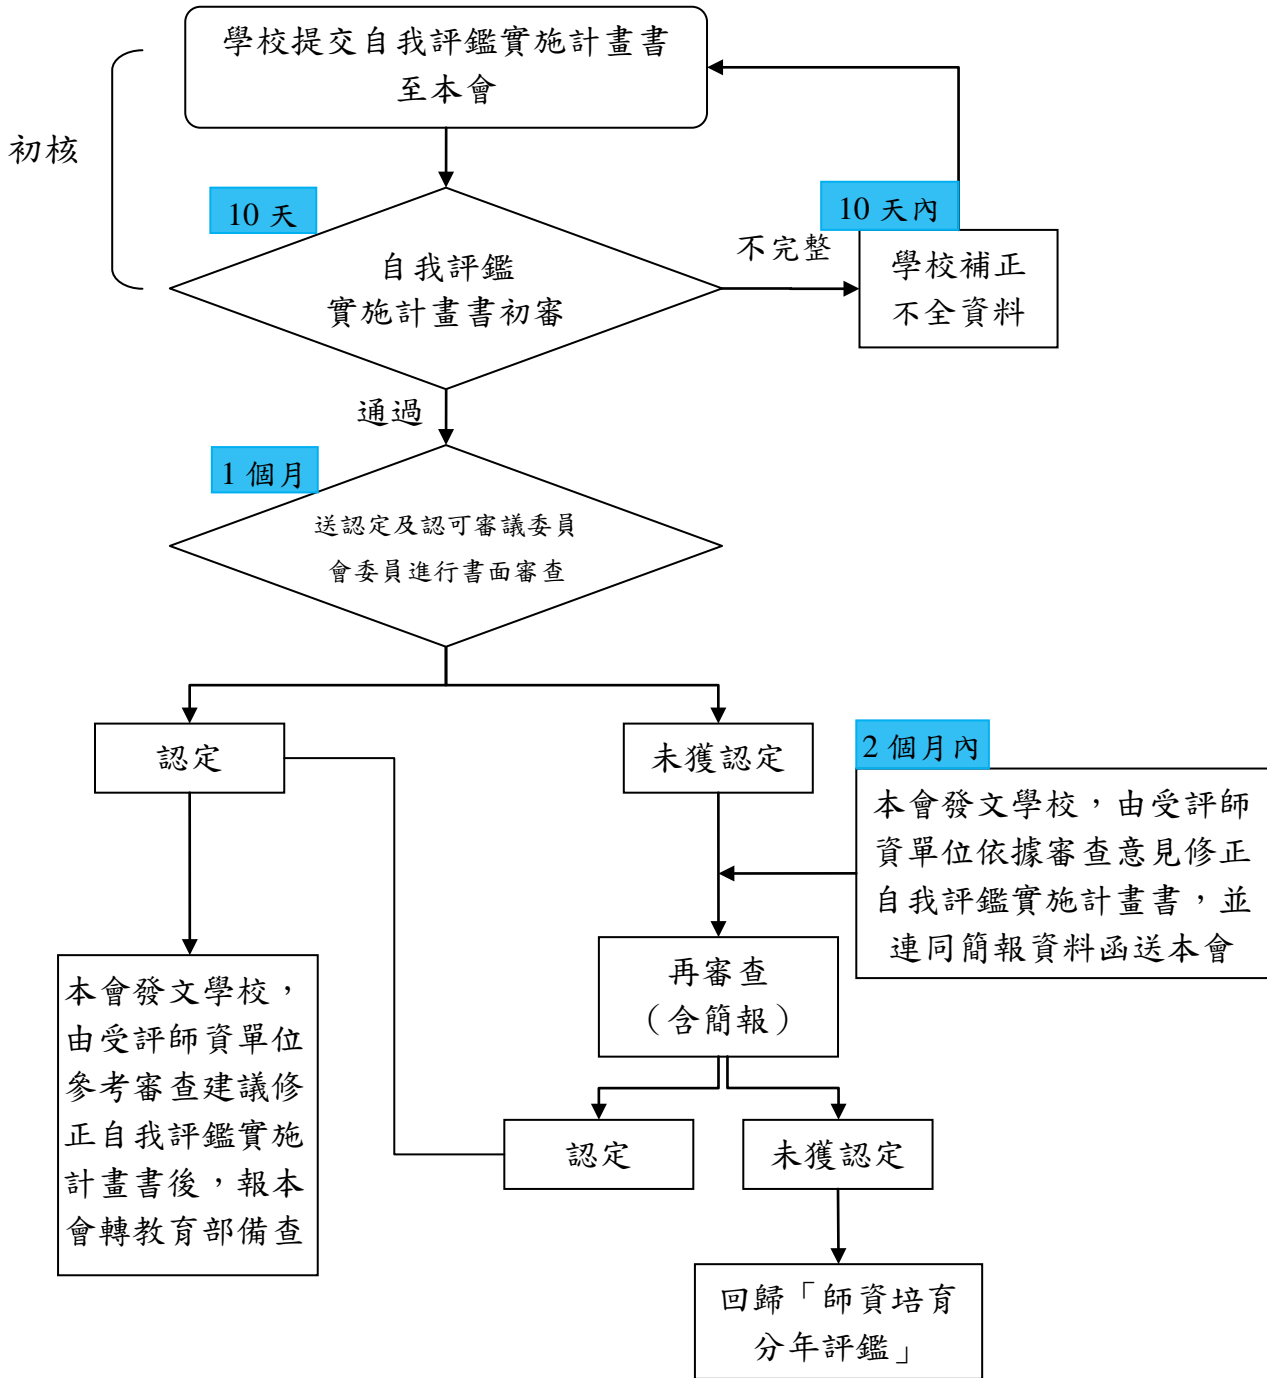 學校提交自我評鑑實施計畫書
至本會
初核
10 天
自我評鑑
實施計畫書初審
不完整
10 天內
學校補正
不全資料
通過
1 個月
送認定及認可審議委員
會委員進行書面審查
認定
未獲認定
2 個月內
本會發文學校，由受評師
資單位依據審查意見修正
自我評鑑實施計畫書，並
連同簡報資料函送本會
再審查
（含簡報）
本會發文學校，
由受評師資單位
參考審查建議修
正自我評鑑實施
計畫書後，報本
會轉教育部備查
認定
未獲認定
回歸「師資培育
分年評鑑」